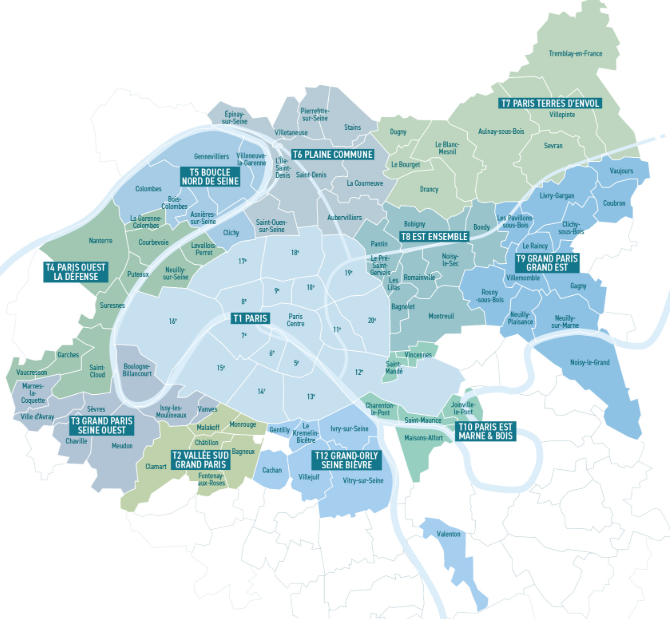 Tremblay-en-France
T7 PARIS TERRES D'ENVOL
Villepinte
Epinay-
sur-Seine
Pierrefitte-
sur-Seine
Villetaneuse
Stains
Dugny
Aulnay-sous-Bois
Le Blanc-
Mesnil
Sevran
T6 PLAINE COMMUNE
Gennevilliers
Villeneuve-
la-Garenne
L'Île-
Saint-
Denis
Saint-Denis
Le Bourget
Vaujours
T5 BOUCLE
NORD DE SEINE
La Courneuve
Drancy
Colombes
Livry-Gargan
Coubron
Bois-
Colombes
La Garenne-
Colombes
Asnières-
sur-Seine
Saint-Ouen-
sur-Seine
Aubervilliers
Bobigny
Bondy
Les Pavillons-
sous-Bois
Clichy-
sous-Bois
Clichy
T8 EST ENSEMBLE
Nanterre
Courbevoie
Levallois-
Perret
Pantin
Le Raincy
17e
18e
Le Pré-
Saint-
Gervais
Noisy-
le-Sec
T9 GRAND PARIS
GRAND EST
T4 PARIS OUEST
LA DÉFENSE
Puteaux
Neuilly-
sur-Seine
19e
Romainville
Villemomble
Les
Lilas
Gagny
9e
10e
Rosny
-sous-Bois
8e
Suresnes
Bagnolet
16e
T1 PARIS
Paris
Centre
20e
Montreuil
Neuilly-
Plaisance
Neuilly-
sur-Marne
11e
7e
Garches
6e
Vincennes
5e
Noisy-le-Grand
Saint-
Cloud
Boulogne-
Billancourt
15e
12e
Saint-
Mandé
Vaucresson
Marnes-
la-
Coquette
14e
13e
Charenton
le-Pont
Joinville-
le-Pont
Sèvres
Issy-les-
Moulineaux
Vanves
Ville d'Avray
T3 GRAND PARIS
SEINE OUEST
Malakoff
Montrouge
Gentilly
Le
Kremelin-
Bicêtre
Ivry-sur-Seine
Saint-Maurice
T10 PARIS EST
MARNE & BOIS
Chaville
Meudon
Châtillon
Maisons-Alfort
T2 VALLÉE SUD
GRAND PARIS
Bagneux
T12 GRAND-ORLY
SEINE BIÈVRE
Clamart
Cachan
Fontenay-
aux-Roses
Villejuif
Vitry-sur-Seine
Valenton